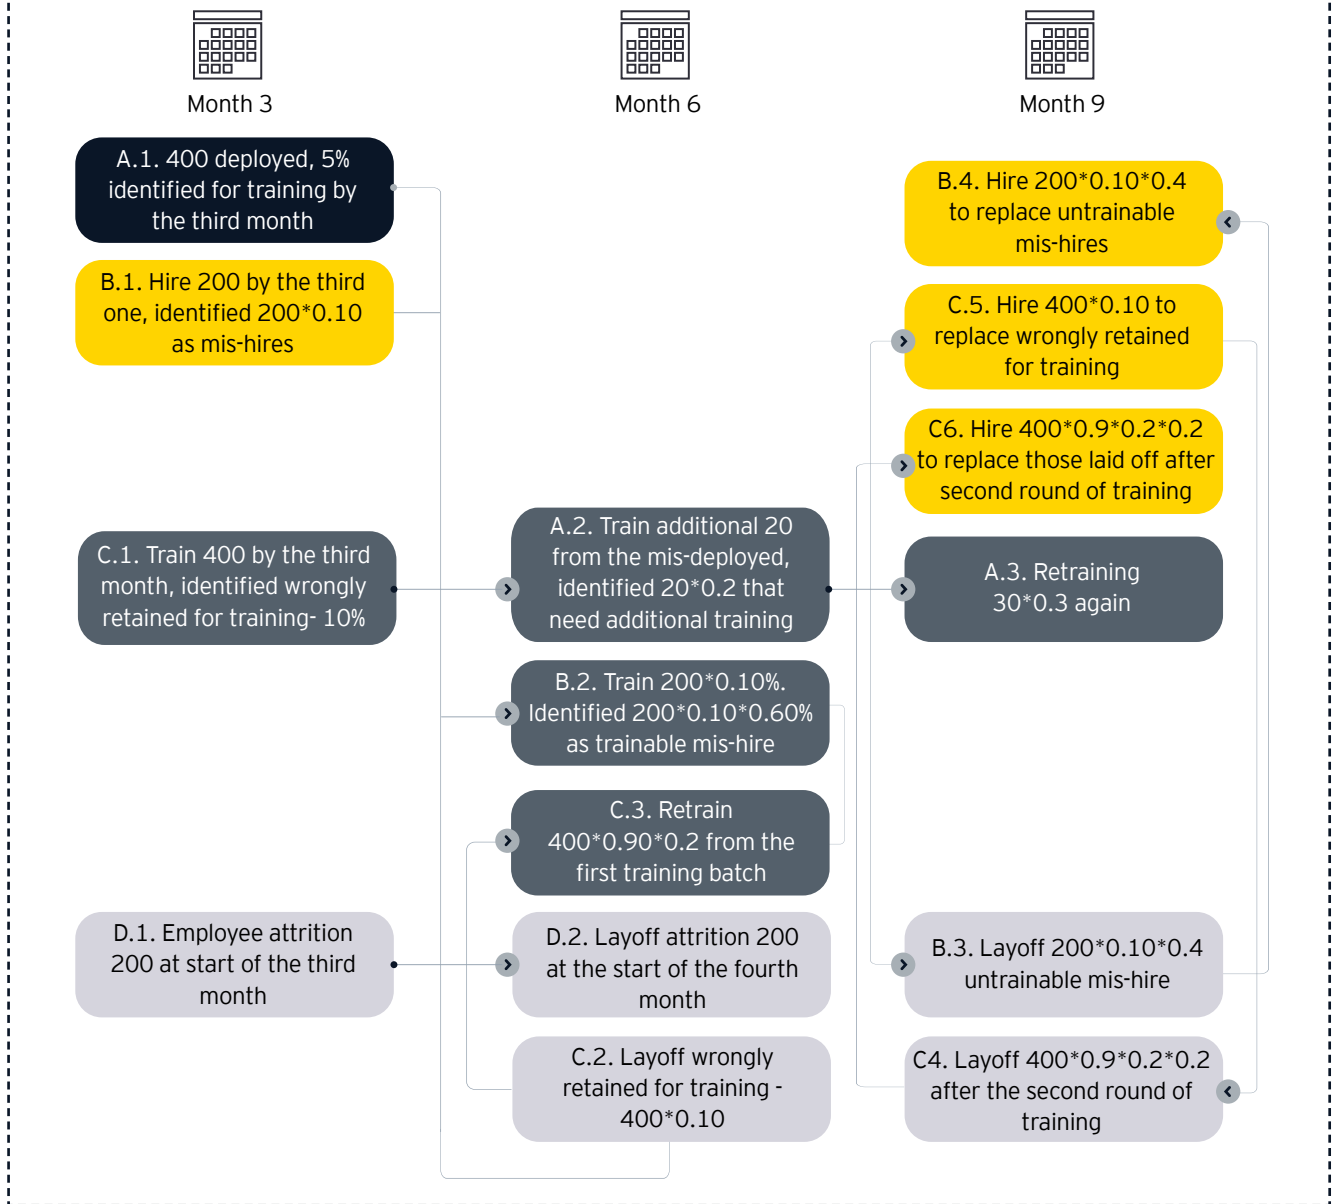 Month 3
Month 6
Month 9
A.1. 400 deployed, 5%
identified for training by
the third month
B.1. Hire 200 by the third
one, identified 200*0.10
as mis-hires
C.1. Train 400 by the third
month, identified wrongly
retained for training- 10%
D.1. Employee attrition
200 at start of the third
month
A.2. Train additional 20
from the mis-deployed,
identified 20*0.2 that
need additional training
B.2. Train 200*0.10%.
Identified 200*0.10*0.60%
as trainable mis-hire
C.3. Retrain
400*0.90*0.2 from the
first training batch
D.2. Layoff attrition 200
at the start of the fourth
month
C.2. Layoff wrongly
retained for training -
400*0.10
B.4. Hire 200*0.10*0.4
to replace untrainable
mis-hires
C.5. Hire 400*0.10 to
replace wrongly retained
for training
C6. Hire 400*0.9*0.2*0.2
to replace those laid off after
second round of training
A.3. Retraining
30*0.3 again
B.3. Layoff 200*0.10*0.4
untrainable mis-hire
C4. Layoff 400*0.9*0.2*0.2
after the second round of
training